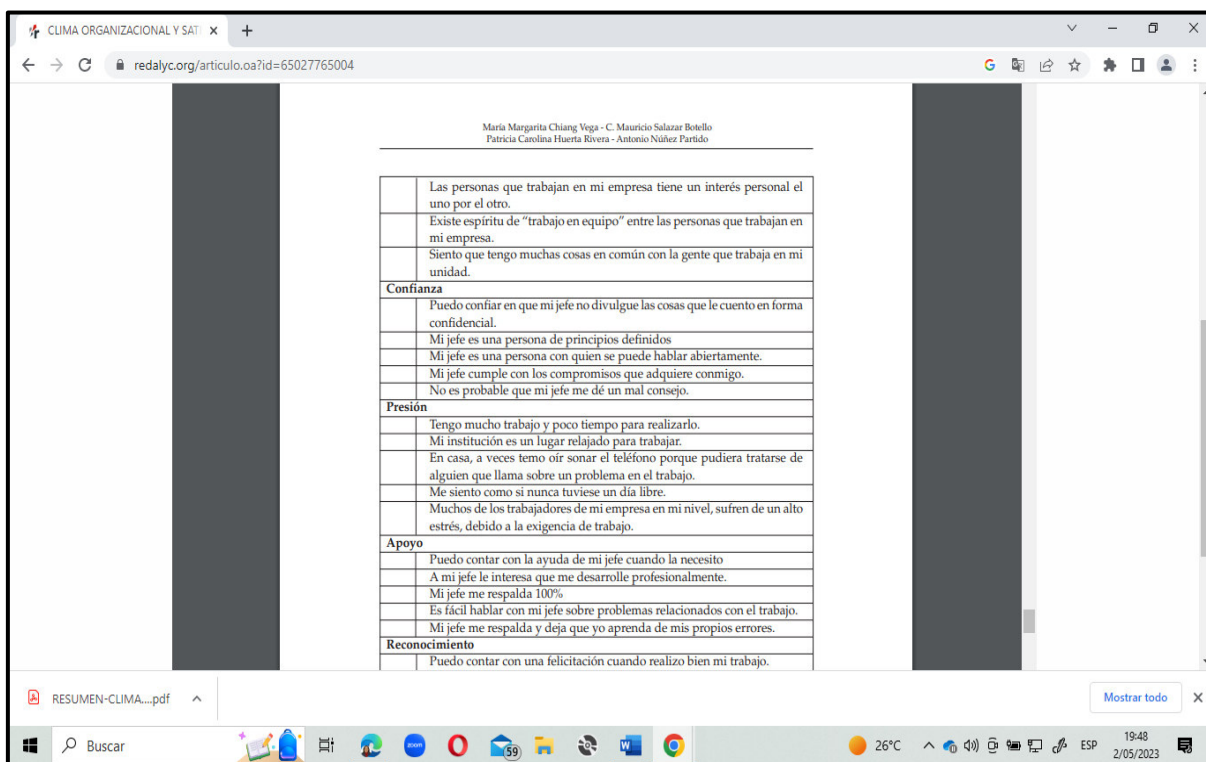 CLIMA ORGANIZACIONAL Y SATI
redalyc.org/articulo.oa?id=65027765004
María Margarita Chiang Vega - C. Mauricio Salazar Botello
Patricia Carolina Huerta Rivera - Antonio Núñez Partido
Las personas que trabajan en mi empresa tiene un interés personal el
uno por el otro.
Existe espíritu de “trabajo en equipo” entre las personas que trabajan en
mi empresa.
Siento que tengo muchas cosas en común con la gente que trabaja en mi
unidad.
Confianza
Puedo confiar en que mi jefe no divulgue las cosas que le cuento en forma
confidencial.
Mi jefe es una persona de principios definidos
Mi jefe es una persona con quien se puede hablar abiertamente.
Mi jefe cumple con los compromisos que adquiere conmigo.
No es probable que mi jefe me dé un mal consejo.
Presión
Tengo mucho trabajo y poco tiempo para realizarlo.
Mi institución es un lugar relajado para trabajar.
En casa, a veces temo oír sonar el teléfono porque pudiera tratarse de
alguien que llama sobre un problema en el trabajo.
Me siento como si nunca tuviese un día libre.
Muchos de los trabajadores de mi empresa en mi nivel, sufren de un alto
estrés, debido a la exigencia de trabajo.
Apoyo
Puedo contar con la ayuda de mi jefe cuando la necesito
A mi jefe le interesa que me desarrolle profesionalmente.
Mi jefe me respalda 100%
Es fácil hablar con mi jefe sobre problemas relacionados con el trabajo.
Mi jefe me respalda y deja que yo aprenda de mis propios errores.
Reconocimiento
Puedo contar con una felicitación cuando realizo bien mi trabajo.
RESUMEN-CLIMA....pdf
Mostrar todo
Buscar
zoom
59
26°C
ESP
19:48
2/05/2023